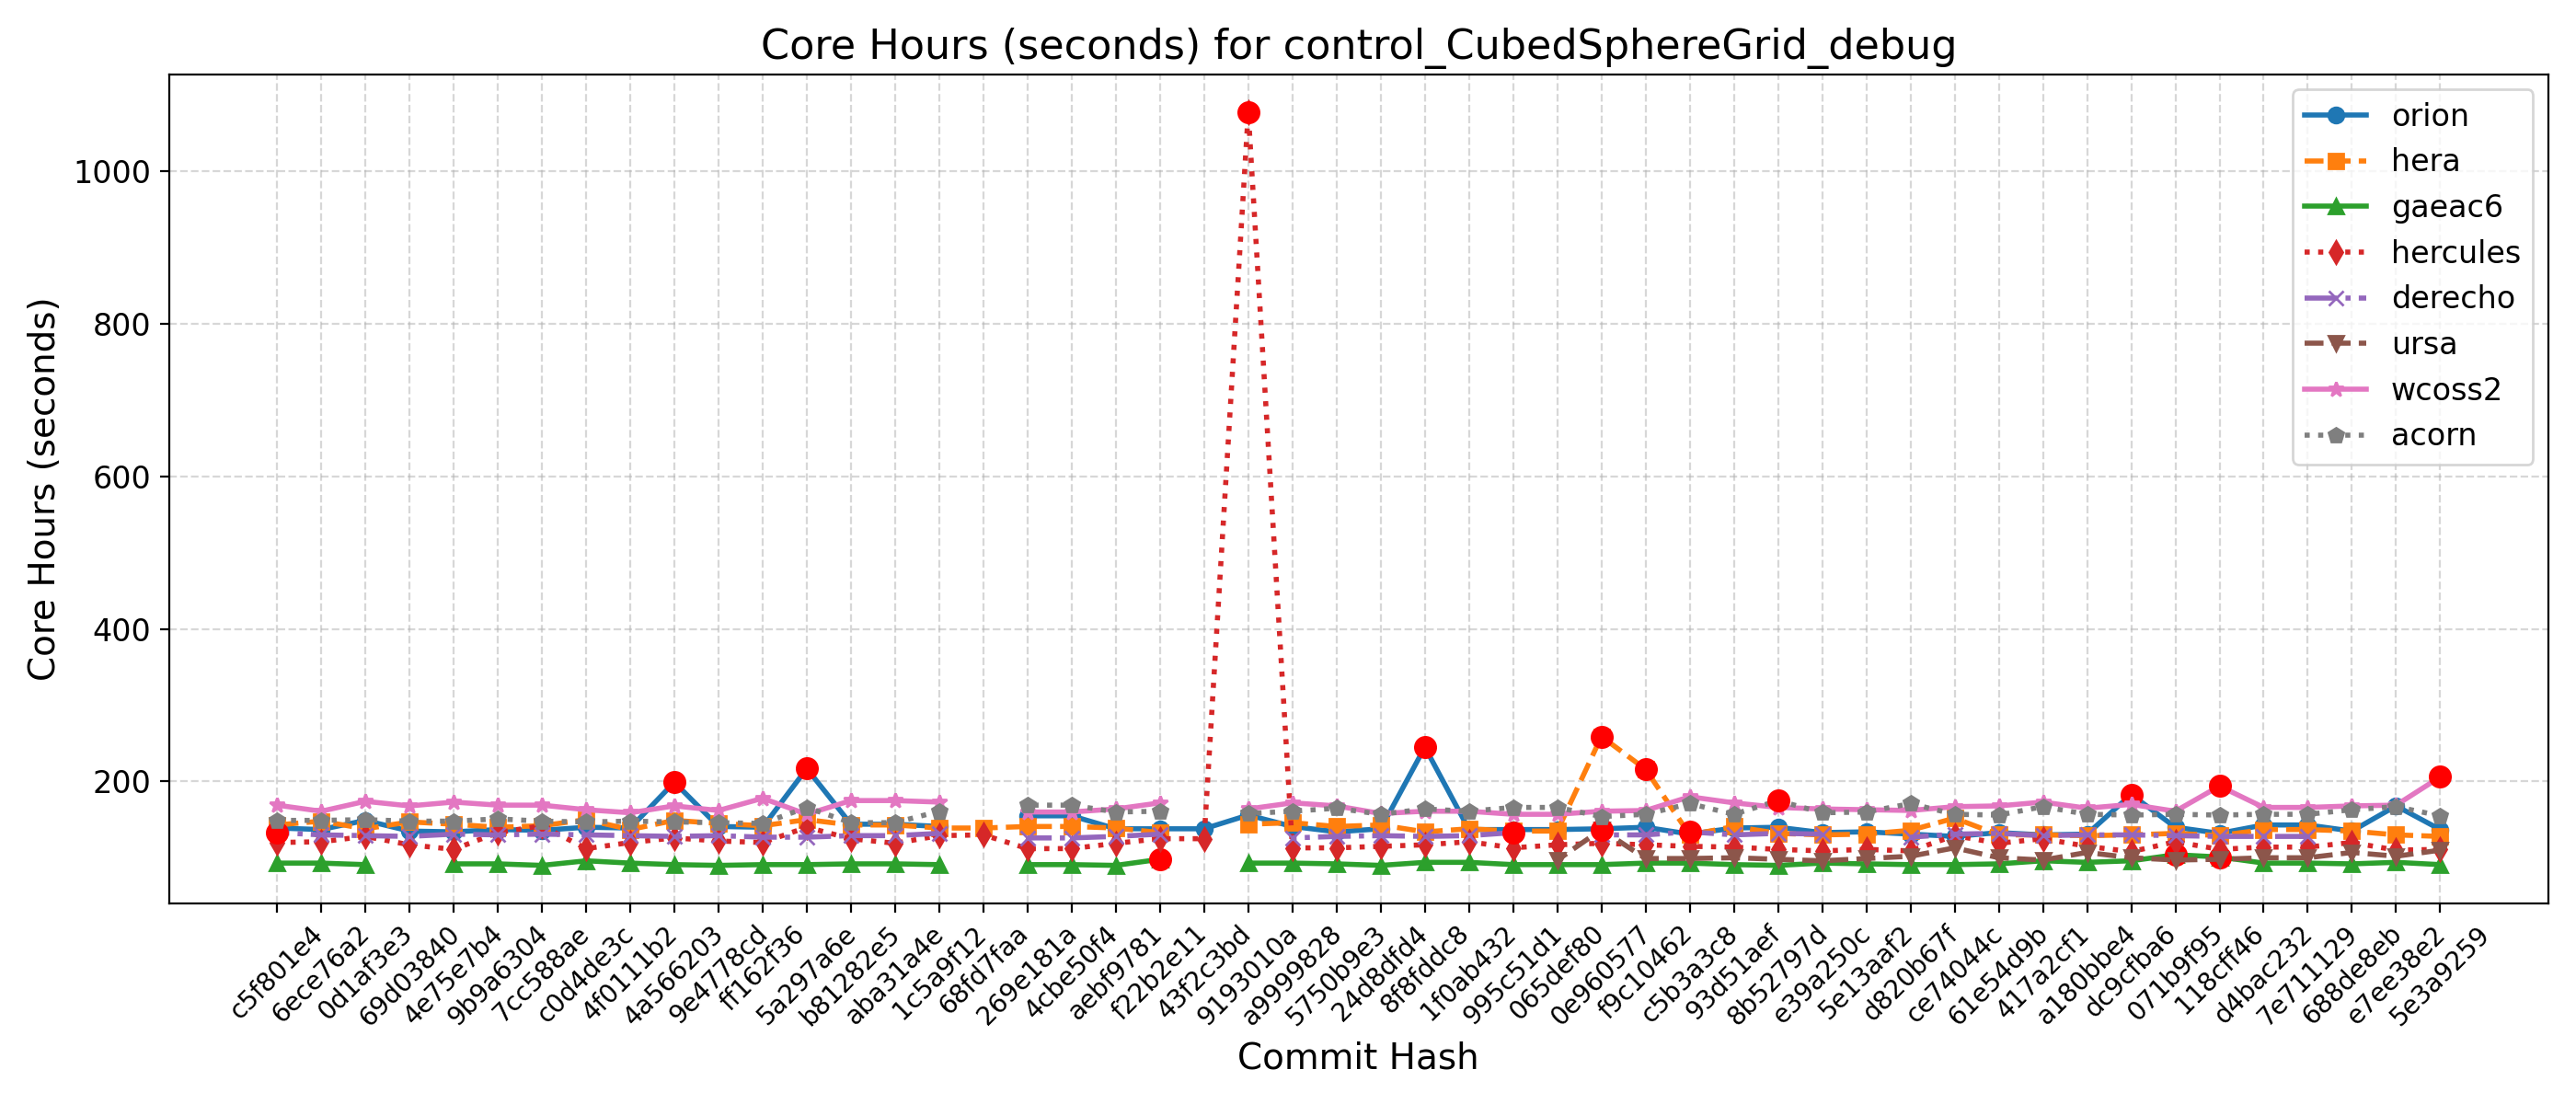 Core Hours (seconds) for control_CubedSphereGrid_debug
Core Hours (seconds)
1000
800
600
400
200
orion
hera
gaeac6
hercules
derecho
ursa
wcoss2
acorn
c5f801e4
6ece76a2
0d1af3e3
69d03840
4e75e7b4
9b9a6304
7cc588ae
c0d4de3c
4f0111b2
4a566203
9e4778cd
ff162f36
5a297a6e
b81282e5
aba31a4e
1c5a9f12
68fd7faa
269e181a
4cbe50f4
aebf9781
f22b2e11
43f2c3bd
9193010a
a9999828
5750b9e3
24d8dfd4
8f8fddc8
1f0ab432
995c51d1
065def80
0e960577
f9c10462
c5b3a3c8
93d51aef
8b52797d
e39a250c
5e13aaf2
d820b67f
ce74044c
61e54d9b
417a2cf1
a180bbe4
dc9cfba6
071b9f95
118cff46
d4bac232
7e711129
688de8eb
e7ee38e2
5e3a9259
Commit Hash